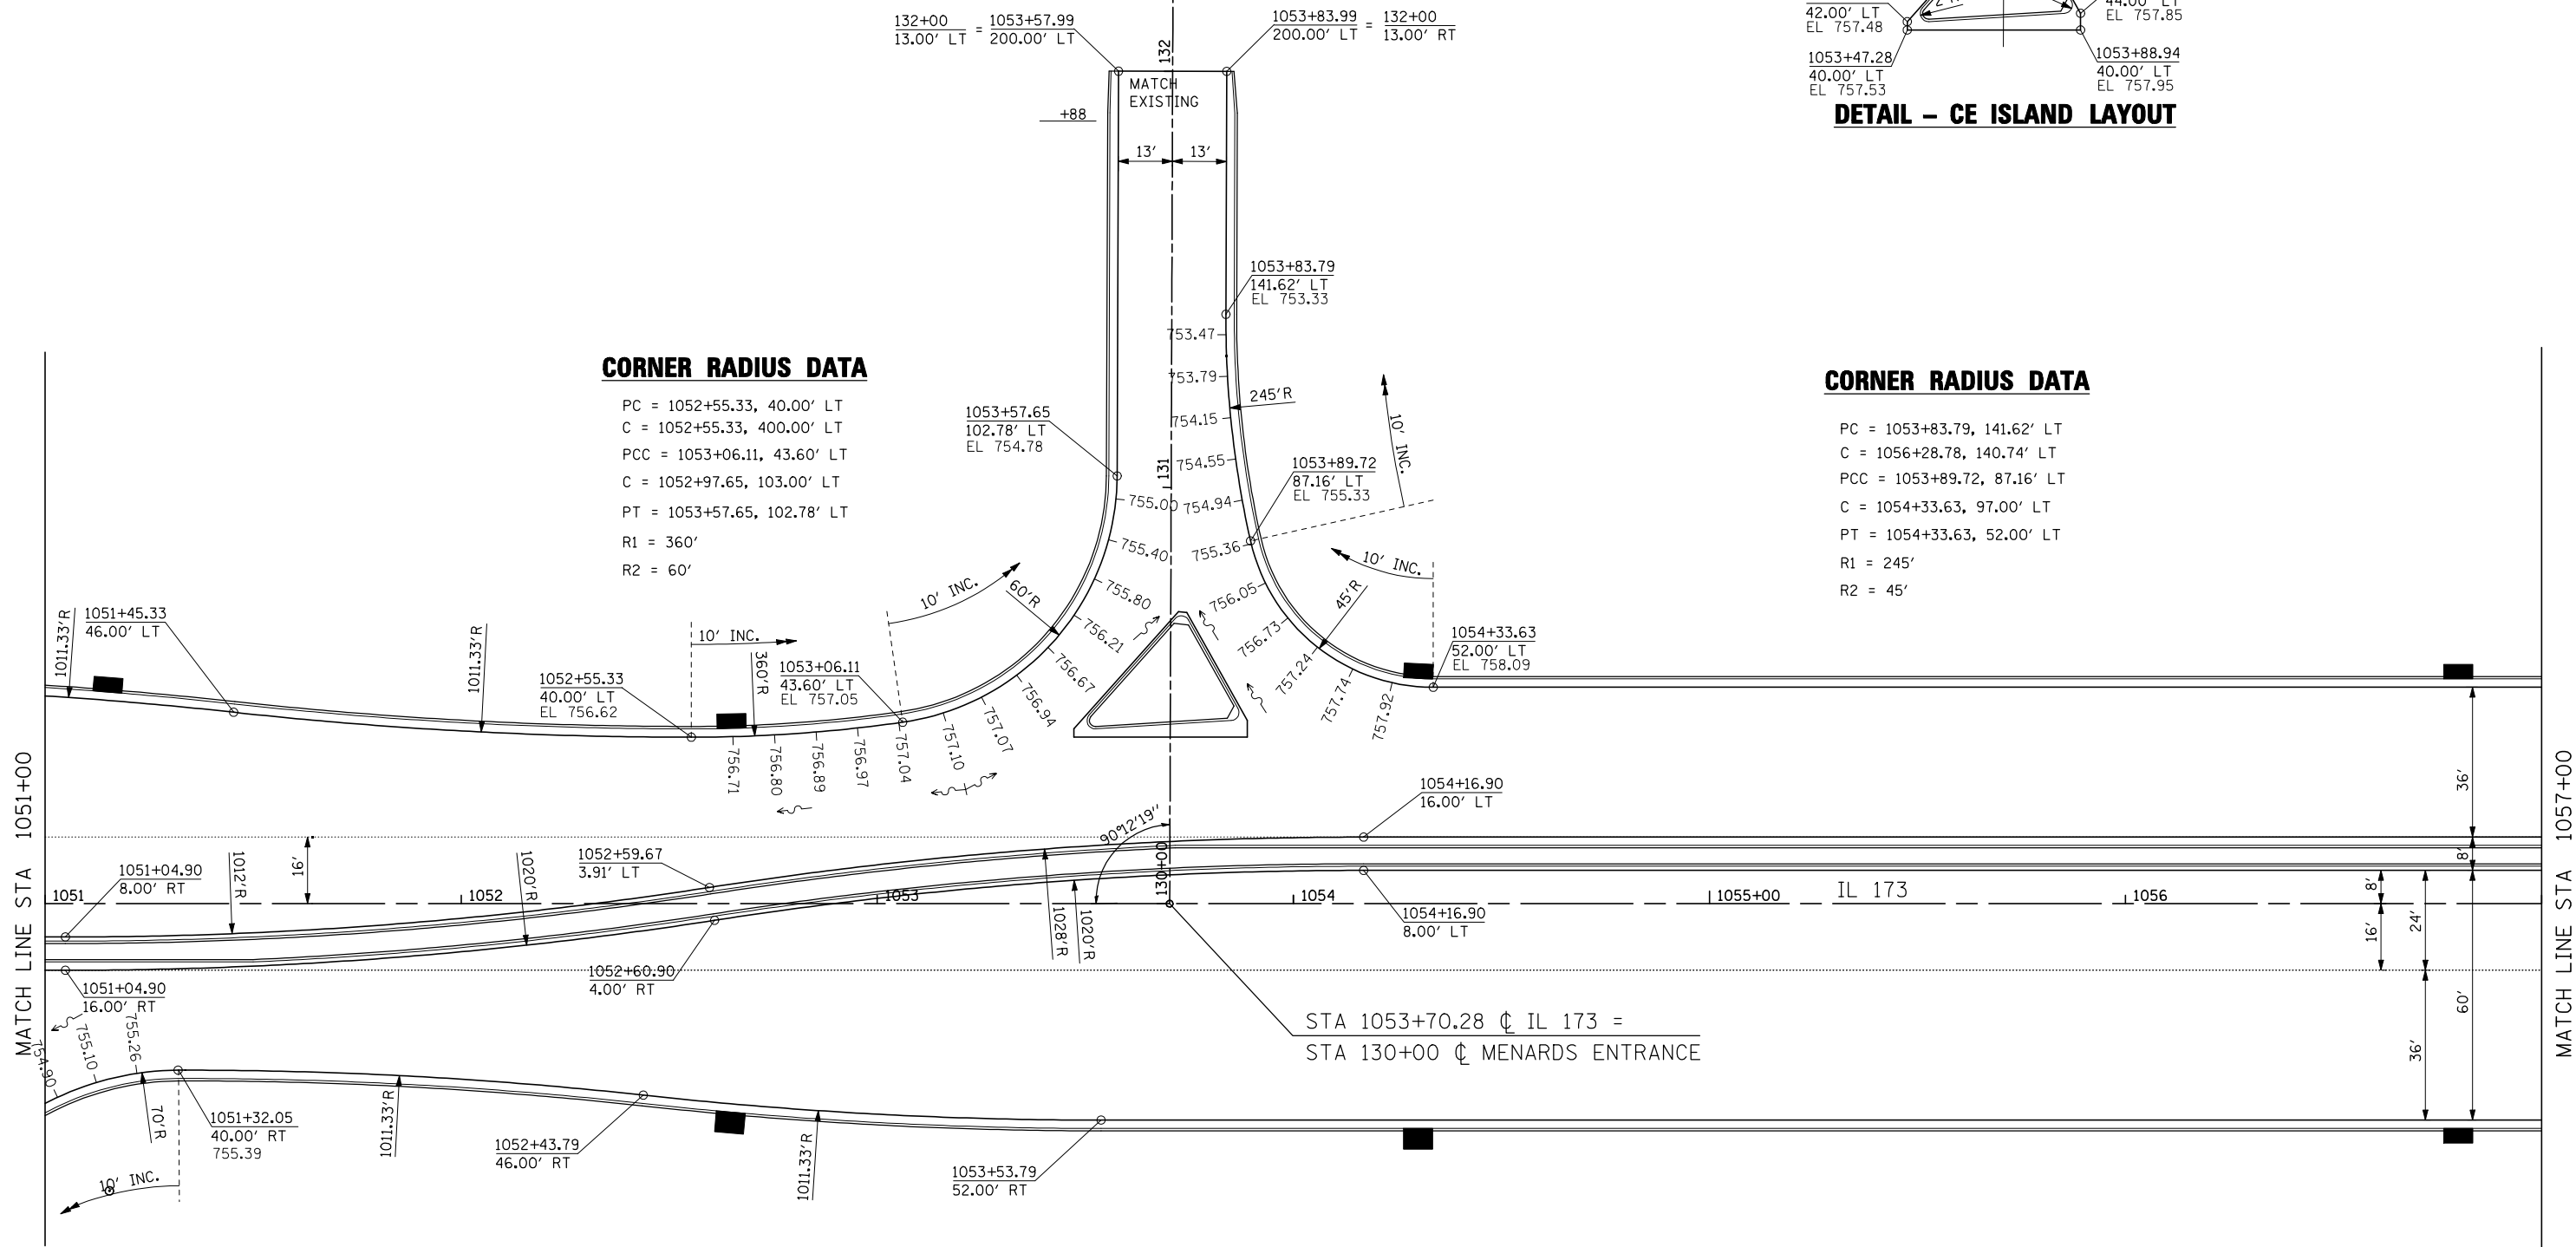 132+00
13.00' LT
=
1053+57.99
200.00' LT
132
1053+83.99
200.00' LT
=
132+00
13.00' RT
42.00' LT
EL 757.48
44.00' LT
EL 757.85
1053+47.28
40.00' LT
EL 757.53
1053+88.94
40.00' LT
EL 757.95
DETAIL – CE ISLAND LAYOUT
MATCH
EXISTING
+88
13'
13'
1053+83.79
141.62' LT
EL 753.33
753.47
753.79
245'R
754.15
754.55
754.94
755.36
10' INC.
CORNER RADIUS DATA
PC = 1052+55.33, 40.00' LT
C = 1052+55.33, 400.00' LT
PCC = 1053+06.11, 43.60' LT
C = 1052+97.65, 103.00' LT
PT = 1053+57.65, 102.78' LT
R1 = 360'
R2 = 60'
1053+57.65
102.78' LT
EL 754.78
131
1053+89.72
87.16' LT
EL 755.33
CORNER RADIUS DATA
PC = 1053+83.79, 141.62' LT
C = 1056+28.78, 140.74' LT
PCC = 1053+89.72, 87.16' LT
C = 1054+33.63, 97.00' LT
PT = 1054+33.63, 52.00' LT
R1 = 245'
R2 = 45'
755.00
755.40
755.80
756.21
756.67
756.94
757.07
757.10
757.04
756.97
756.89
756.80
756.71
756.05
756.73
757.24
757.74
757.92
10' INC.
45'R
10' INC.
60'R
1011.33'R
1051+45.33
46.00' LT
1011.33'R
1052+55.33
40.00' LT
EL 756.62
10' INC.
360'R
1053+06.11
43.60' LT
EL 757.05
1054+33.63
52.00' LT
EL 758.09
MATCH LINE STA 1051+00
1051+04.90
8.00' RT
1012'R
16'
1020'R
1052+59.67
3.91' LT
90°12'19''
130+00
1054+16.90
16.00' LT
36'
8'
1051
1052
1053
1054
1055+00
IL 173
1056
8'
16'
24'
60'
36'
MATCH LINE STA 1057+00
1051+04.90
16.00' RT
1052+60.90
4.00' RT
1028'R
1020'R
1054+16.90
8.00' LT
STA 1053+70.28 ℄ IL 173 =
STA 130+00 ℄ MENARDS ENTRANCE
754.90
755.10
755.26
70'R
1051+32.05
40.00' RT
755.39
10' INC.
1011.33'R
1052+43.79
46.00' RT
1011.33'R
1053+53.79
52.00' RT